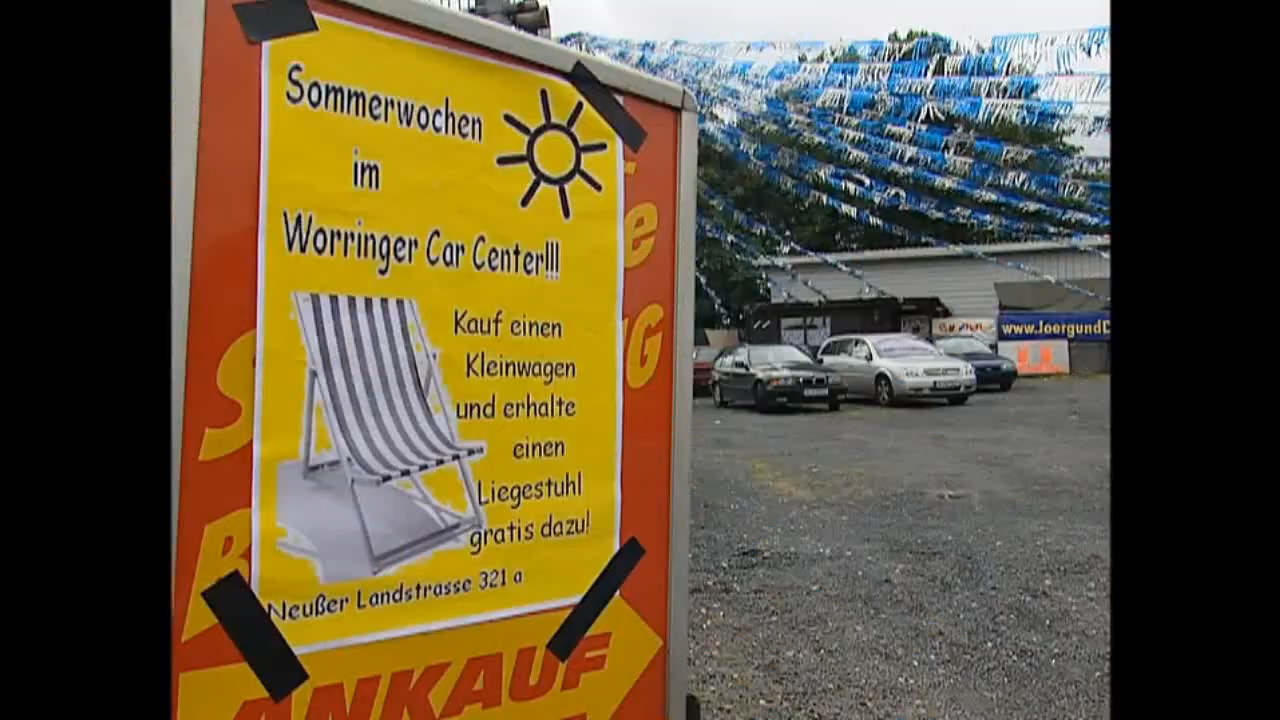 Sommerwochen
im
Worringer Car Center!!!
Kauf einen
Kleinwagen
und erhalte
einen
Liegestuhl
gratis dazu!
Neußer Landstrasse 321 a
ANKAUF
www.JoergundD